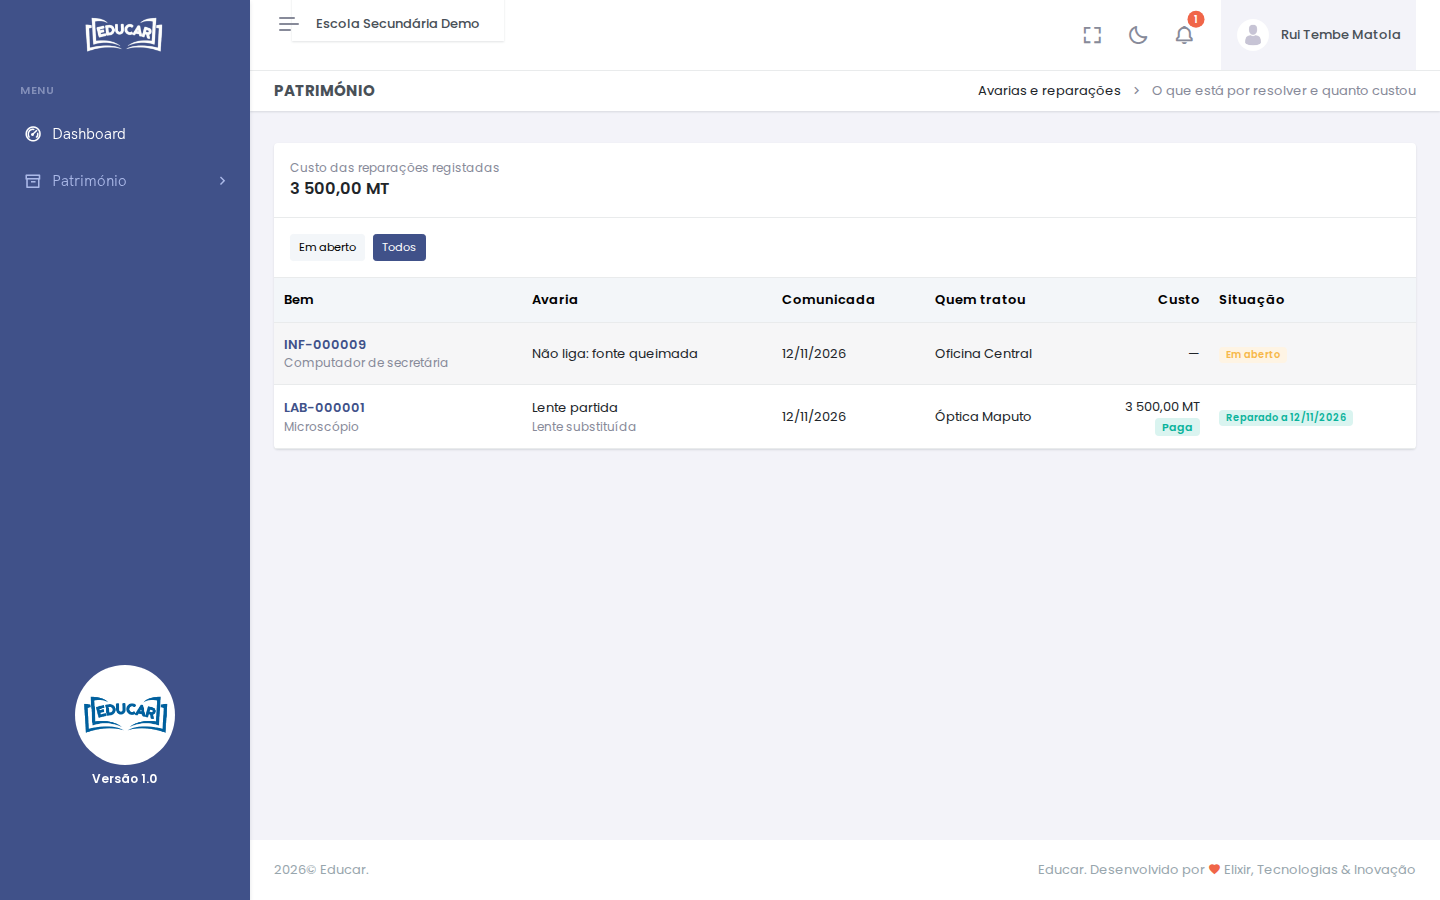 EDUCAR
Escola Secundária Demo
1
Rui Tembe Matola
MENU
Dashboard
Património
PATRIMÓNIO
Avarias e reparações > O que está por resolver e quanto custou
Custo das reparações registadas
3 500,00 MT
Em aberto Todos
Bem Avaria Comunicada Quem tratou Custo Situação
INF-000009
Computador de secretária
Não liga: fonte queimada
12/11/2026
Oficina Central
—
Em aberto
LAB-000001
Microscópio
Lente partida
Lente substituída
12/11/2026
Óptica Maputo
3 500,00 MT
Paga
Reparado a 12/11/2026
EDUCAR
Versão 1.0
2026© Educar.
Educar. Desenvolvido por Elixir, Tecnologias & Inovação